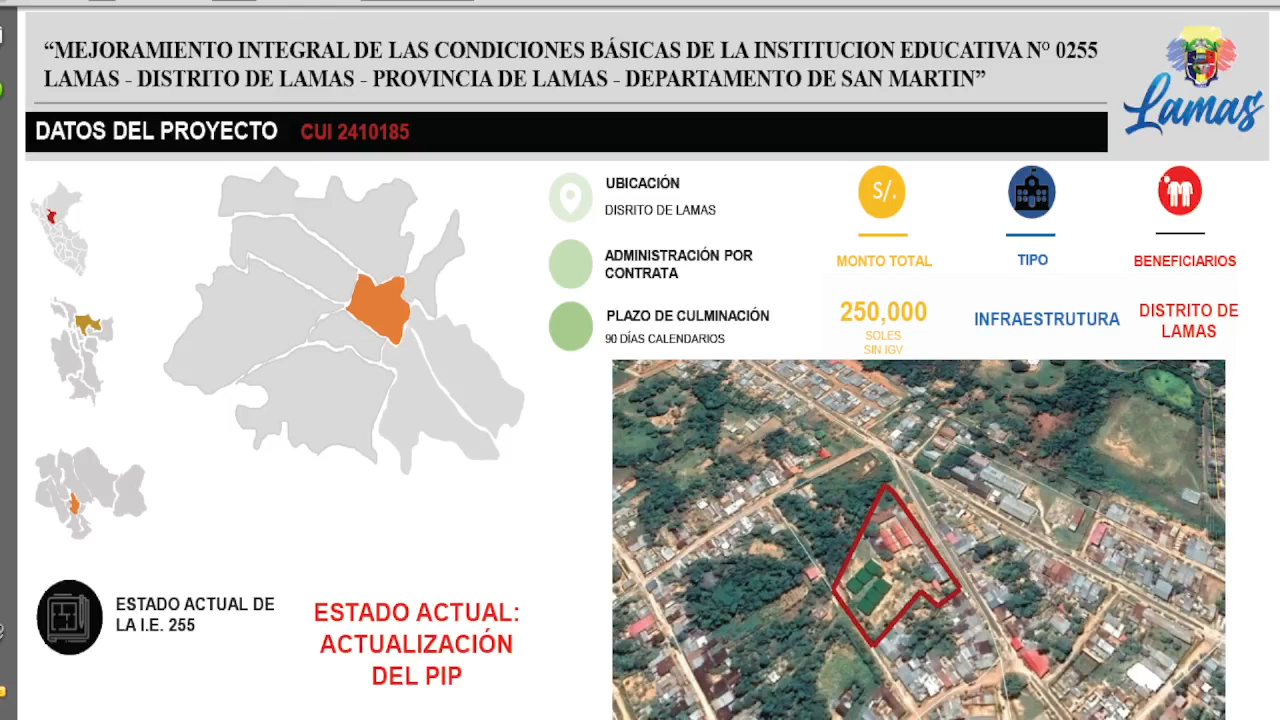 “MEJORAMIENTO INTEGRAL DE LAS CONDICIONES BÁSICAS DE LA INSTITUCION EDUCATIVA Nº 0255
LAMAS - DISTRITO DE LAMAS - PROVINCIA DE LAMAS - DEPARTAMENTO DE SAN MARTIN”
Lamas
DATOS DEL PROYECTO CUI 2410185
UBICACIÓN
DISRITO DE LAMAS
ADMINISTRACIÓN POR
CONTRATA
PLAZO DE CULMINACIÓN
90 DÍAS CALENDARIOS
S/.
MONTO TOTAL
250,000
SOLES
SIN IGV
TIPO
INFRAESTRUTURA
BENEFICIARIOS
DISTRITO DE
LAMAS
ESTADO ACTUAL DE
LA I.E. 255
ESTADO ACTUAL:
ACTUALIZACIÓN
DEL PIP